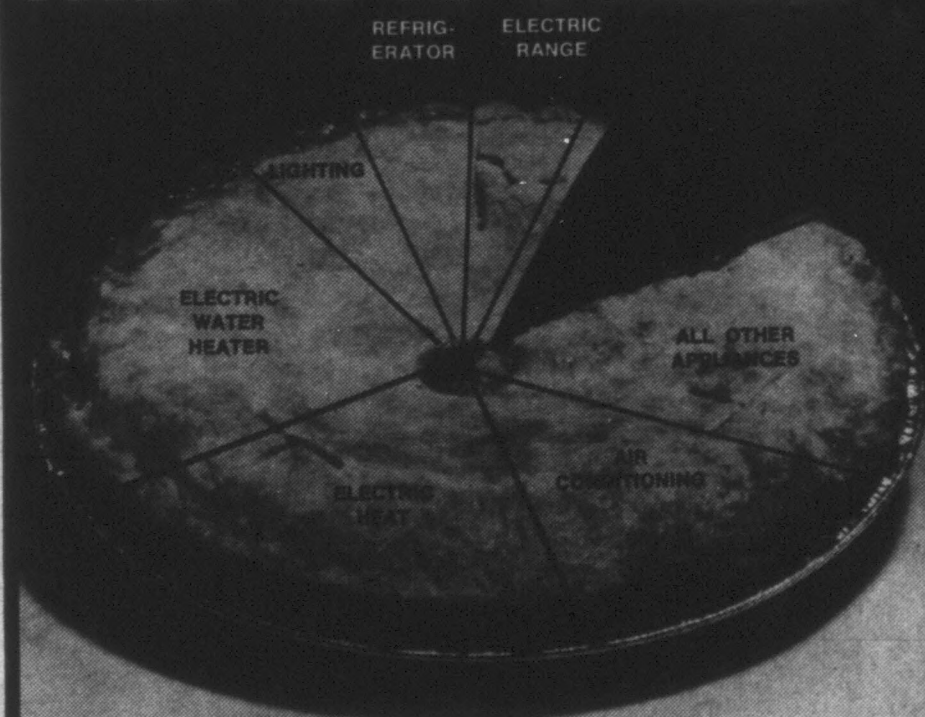 REFRIG-
ERATOR
ELECTRIC
RANGE
LIGHTING
ELECTRIC
WATER
HEATER
ALL OTHER
APPLIANCES
AIR
CONDITIONING
ELECTRIC
HEAT